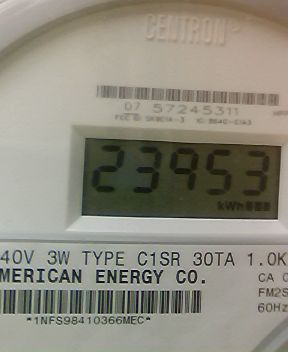 CENTRON
07 57245311
23953
kWh
40V 3W TYPE C1SR 30TA 1.0K
MERICAN ENERGY CO.
CA 0
FM2S
60Hz
*1NFS98410366MEC*